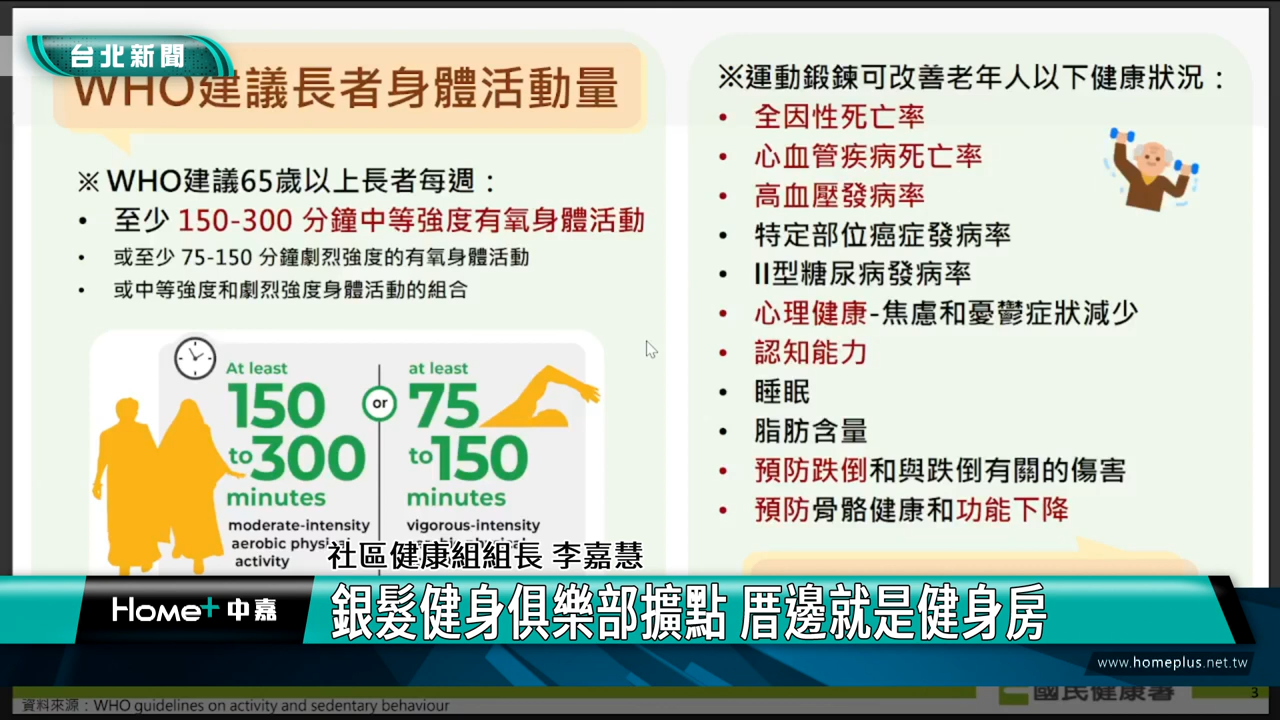 台北新聞
WHO建議長者身體活動量
※ WHO建議65歲以上長者每週：
• 至少 150-300 分鐘中等強度有氧身體活動
• 或至少 75-150 分鐘劇烈強度的有氧身體活動
• 或中等強度和劇烈強度身體活動的組合
At least
150
to300
minutes
moderate-intensity
aerobic physical
activity
or
at least
75
to150
minutes
vigorous-intensity
※運動鍛鍊可改善老年人以下健康狀況：
• 全因性死亡率
• 心血管疾病死亡率
• 高血壓發病率
• 特定部位癌症發病率
• II型糖尿病發病率
• 心理健康-焦慮和憂鬱症狀減少
• 認知能力
• 睡眠
• 脂肪含量
• 預防跌倒和與跌倒有關的傷害
• 預防骨骼健康和功能下降
社區健康組組長 李嘉慧
Home+ 中嘉
銀髮健身俱樂部擴點 厝邊就是健身房
www.homeplus.net.tw
資料來源：WHO guidelines on activity and sedentary behaviour
國民健康署
3